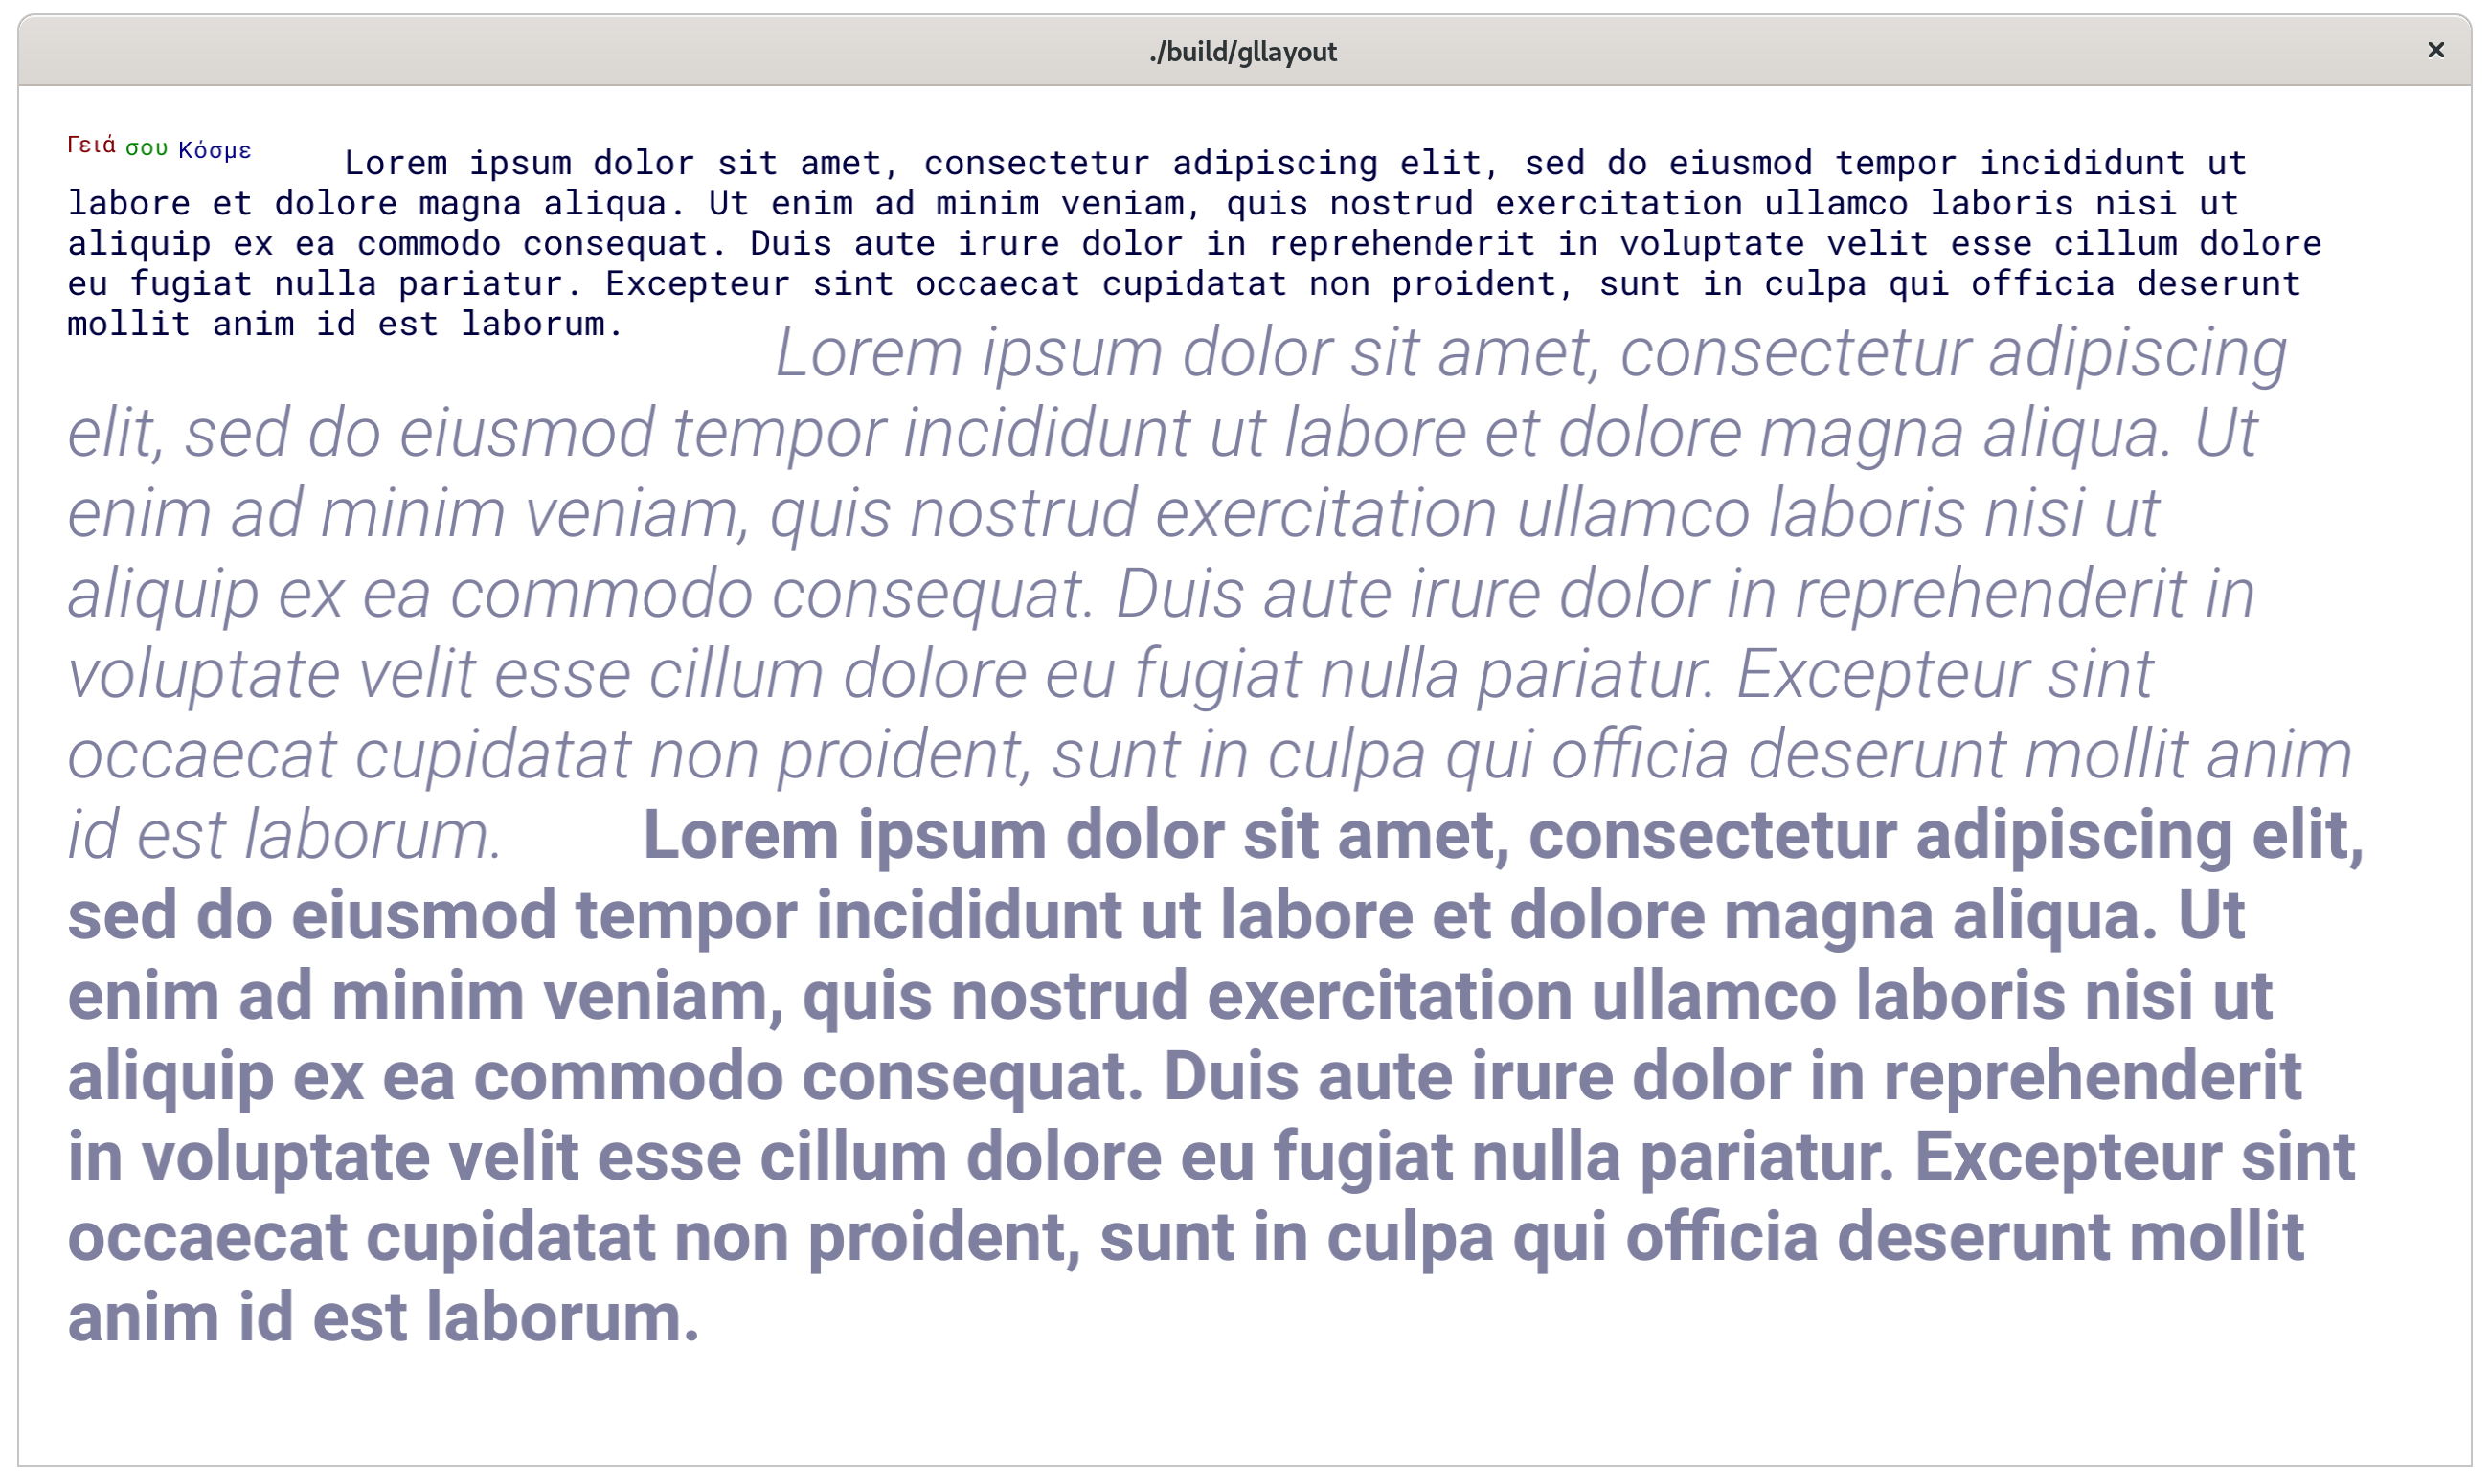 ./build/gllayout ×
Γειά σου Κόσμε Lorem ipsum dolor sit amet, consectetur adipiscing elit, sed do eiusmod tempor incididunt ut
labore et dolore magna aliqua. Ut enim ad minim veniam, quis nostrud exercitation ullamco laboris nisi ut
aliquip ex ea commodo consequat. Duis aute irure dolor in reprehenderit in voluptate velit esse cillum dolore
eu fugiat nulla pariatur. Excepteur sint occaecat cupidatat non proident, sunt in culpa qui officia deserunt
mollit anim id est laborum. Lorem ipsum dolor sit amet, consectetur adipiscing
elit, sed do eiusmod tempor incididunt ut labore et dolore magna aliqua. Ut
enim ad minim veniam, quis nostrud exercitation ullamco laboris nisi ut
aliquip ex ea commodo consequat. Duis aute irure dolor in reprehenderit in
voluptate velit esse cillum dolore eu fugiat nulla pariatur. Excepteur sint
occaecat cupidatat non proident, sunt in culpa qui officia deserunt mollit anim
id est laborum. Lorem ipsum dolor sit amet, consectetur adipiscing elit,
sed do eiusmod tempor incididunt ut labore et dolore magna aliqua. Ut
enim ad minim veniam, quis nostrud exercitation ullamco laboris nisi ut
aliquip ex ea commodo consequat. Duis aute irure dolor in reprehenderit
in voluptate velit esse cillum dolore eu fugiat nulla pariatur. Excepteur sint
occaecat cupidatat non proident, sunt in culpa qui officia deserunt mollit
anim id est laborum.